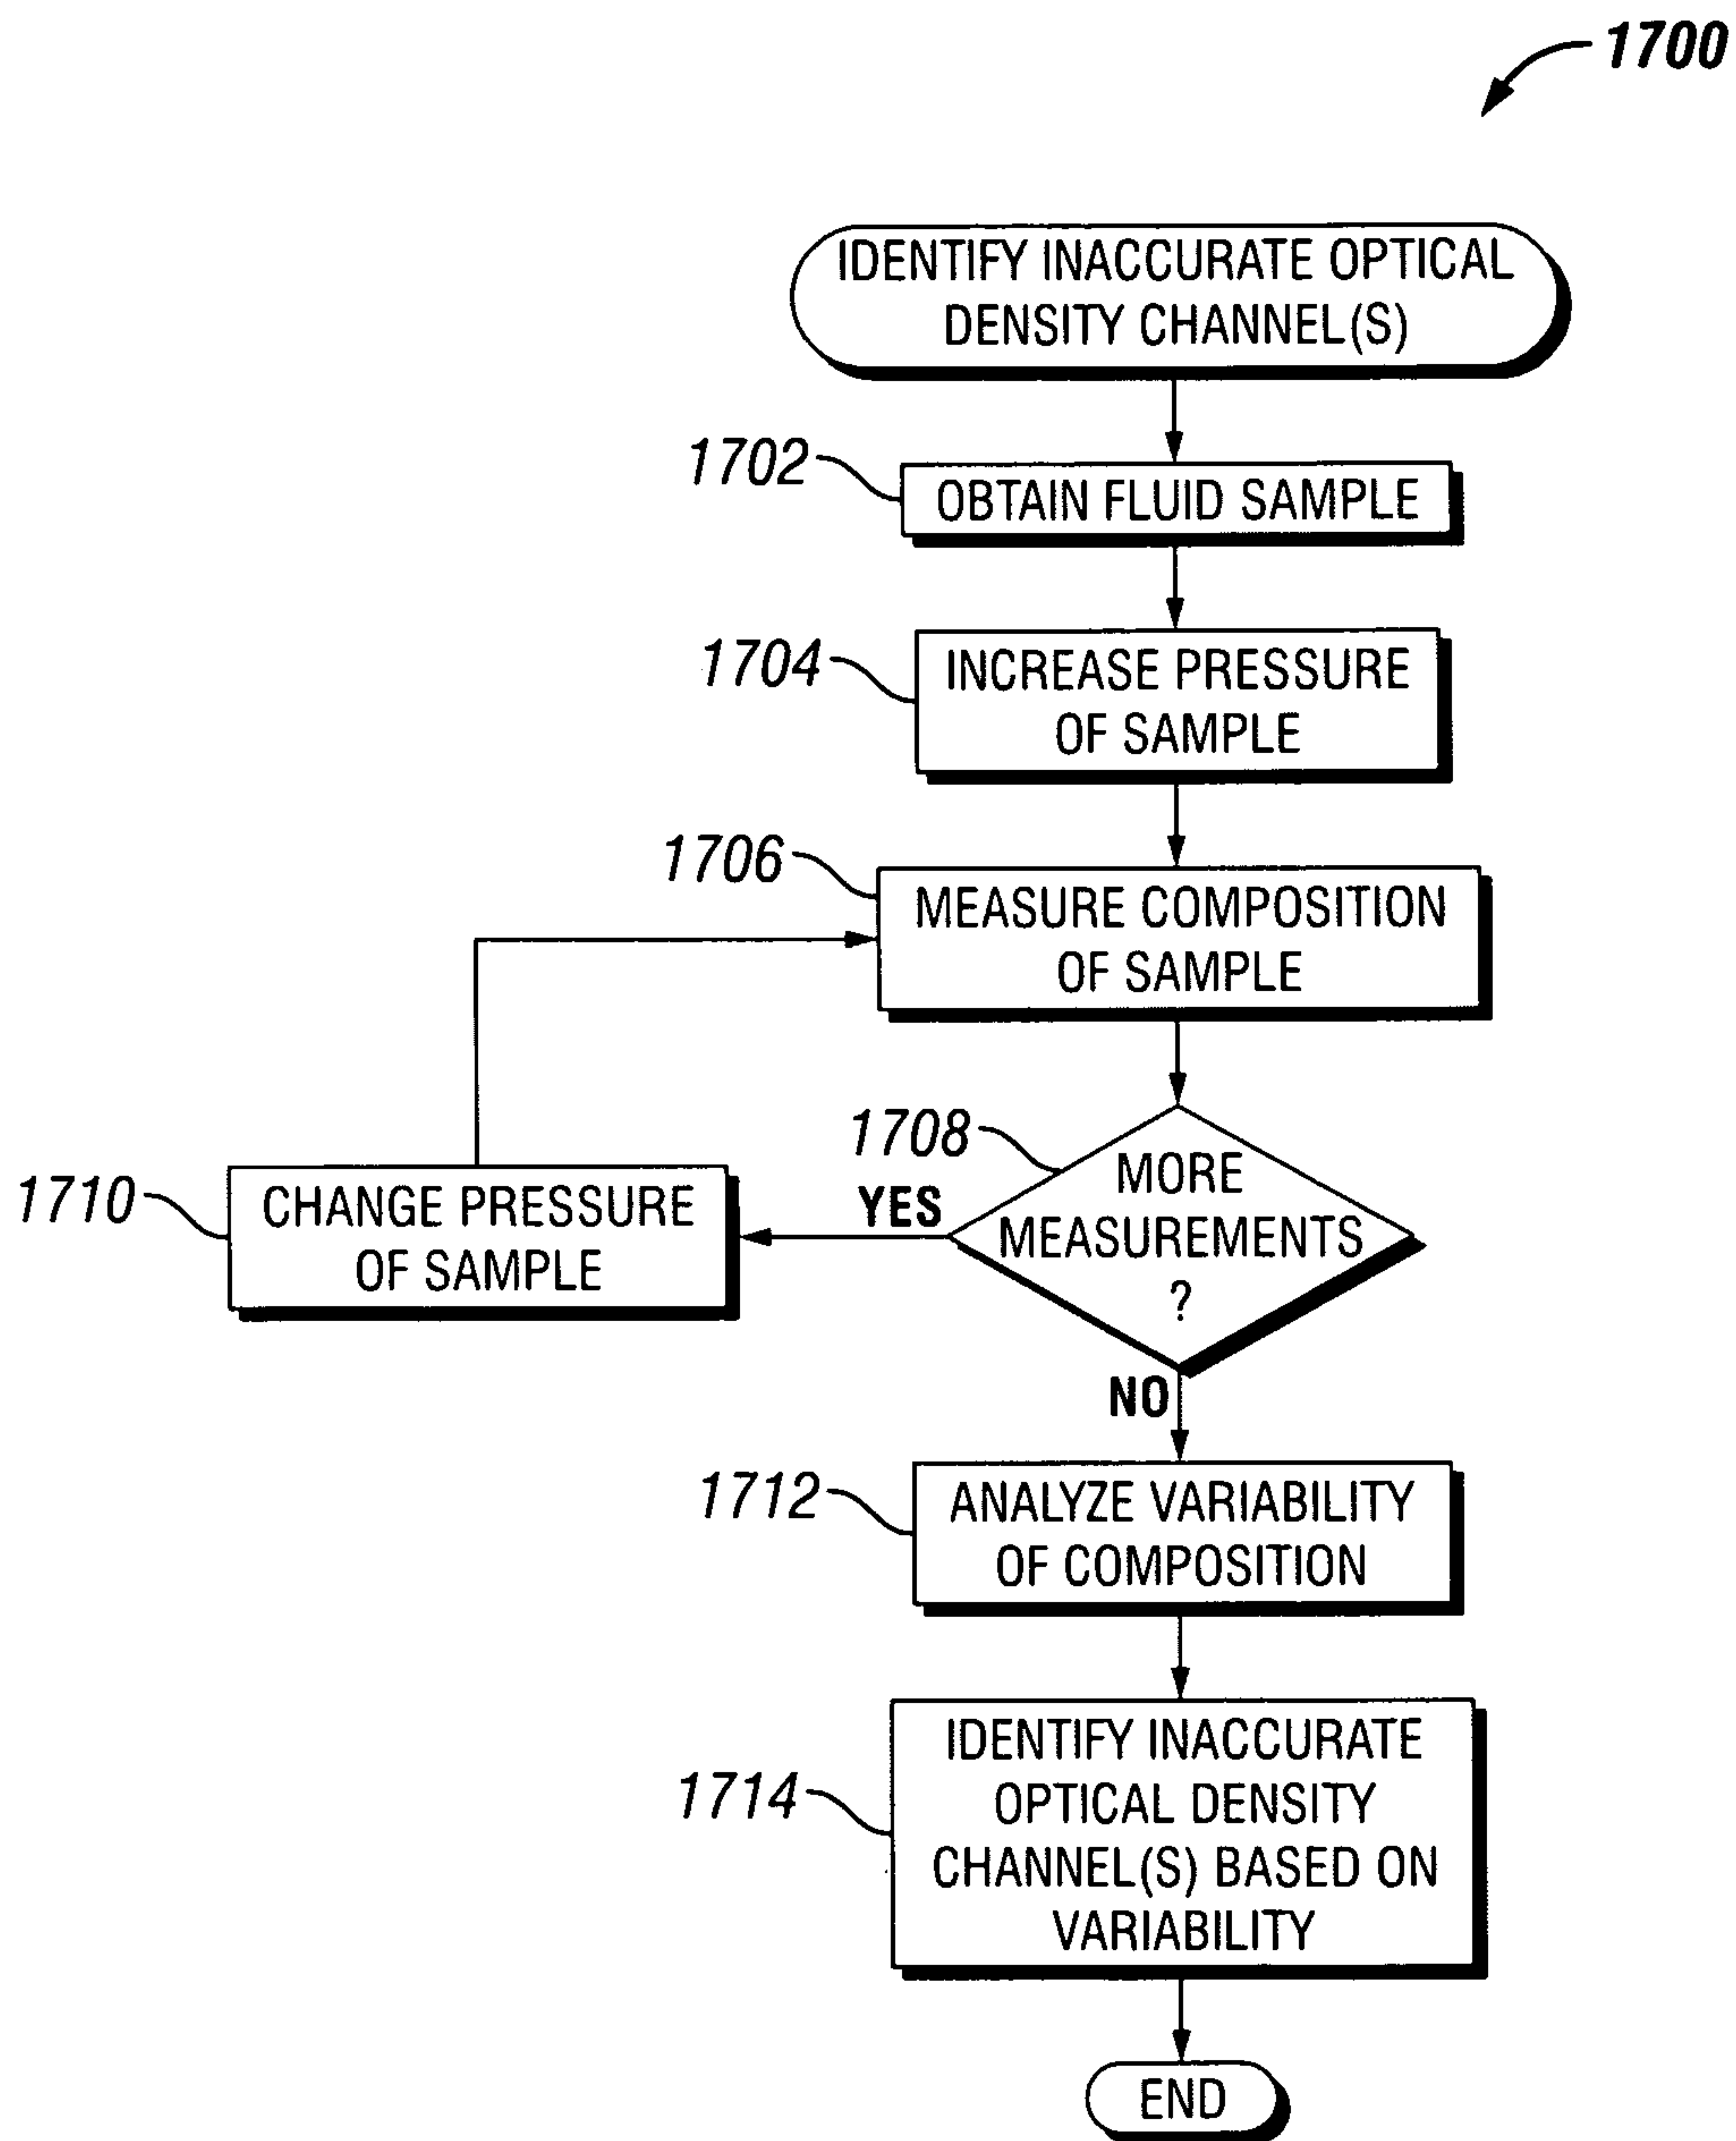 1700
IDENTIFY INACCURATE OPTICAL
DENSITY CHANNEL(S)
1702
OBTAIN FLUID SAMPLE
1704
INCREASE PRESSURE
OF SAMPLE
1706
MEASURE COMPOSITION
OF SAMPLE
1708
MORE
MEASUREMENTS
?
YES
1710
CHANGE PRESSURE
OF SAMPLE
NO
1712
ANALYZE VARIABILITY
OF COMPOSITION
1714
IDENTIFY INACCURATE
OPTICAL DENSITY
CHANNEL(S) BASED ON
VARIABILITY
END